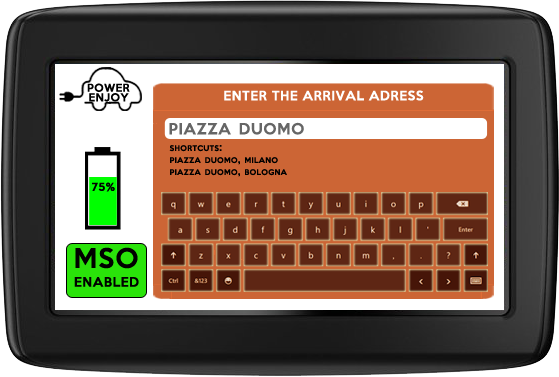 POWER
ENJOY
ENTER THE ARRIVAL ADRESS
PIAZZA DUOMO
SHORTCUTS:
PIAZZA DUOMO, MILANO
PIAZZA DUOMO, BOLOGNA
75%
MSO
ENABLED
q w e r t y u i o p
a s d f g h j k l ' Enter
z x c v b n m , . ?
Ctrl &123 < >